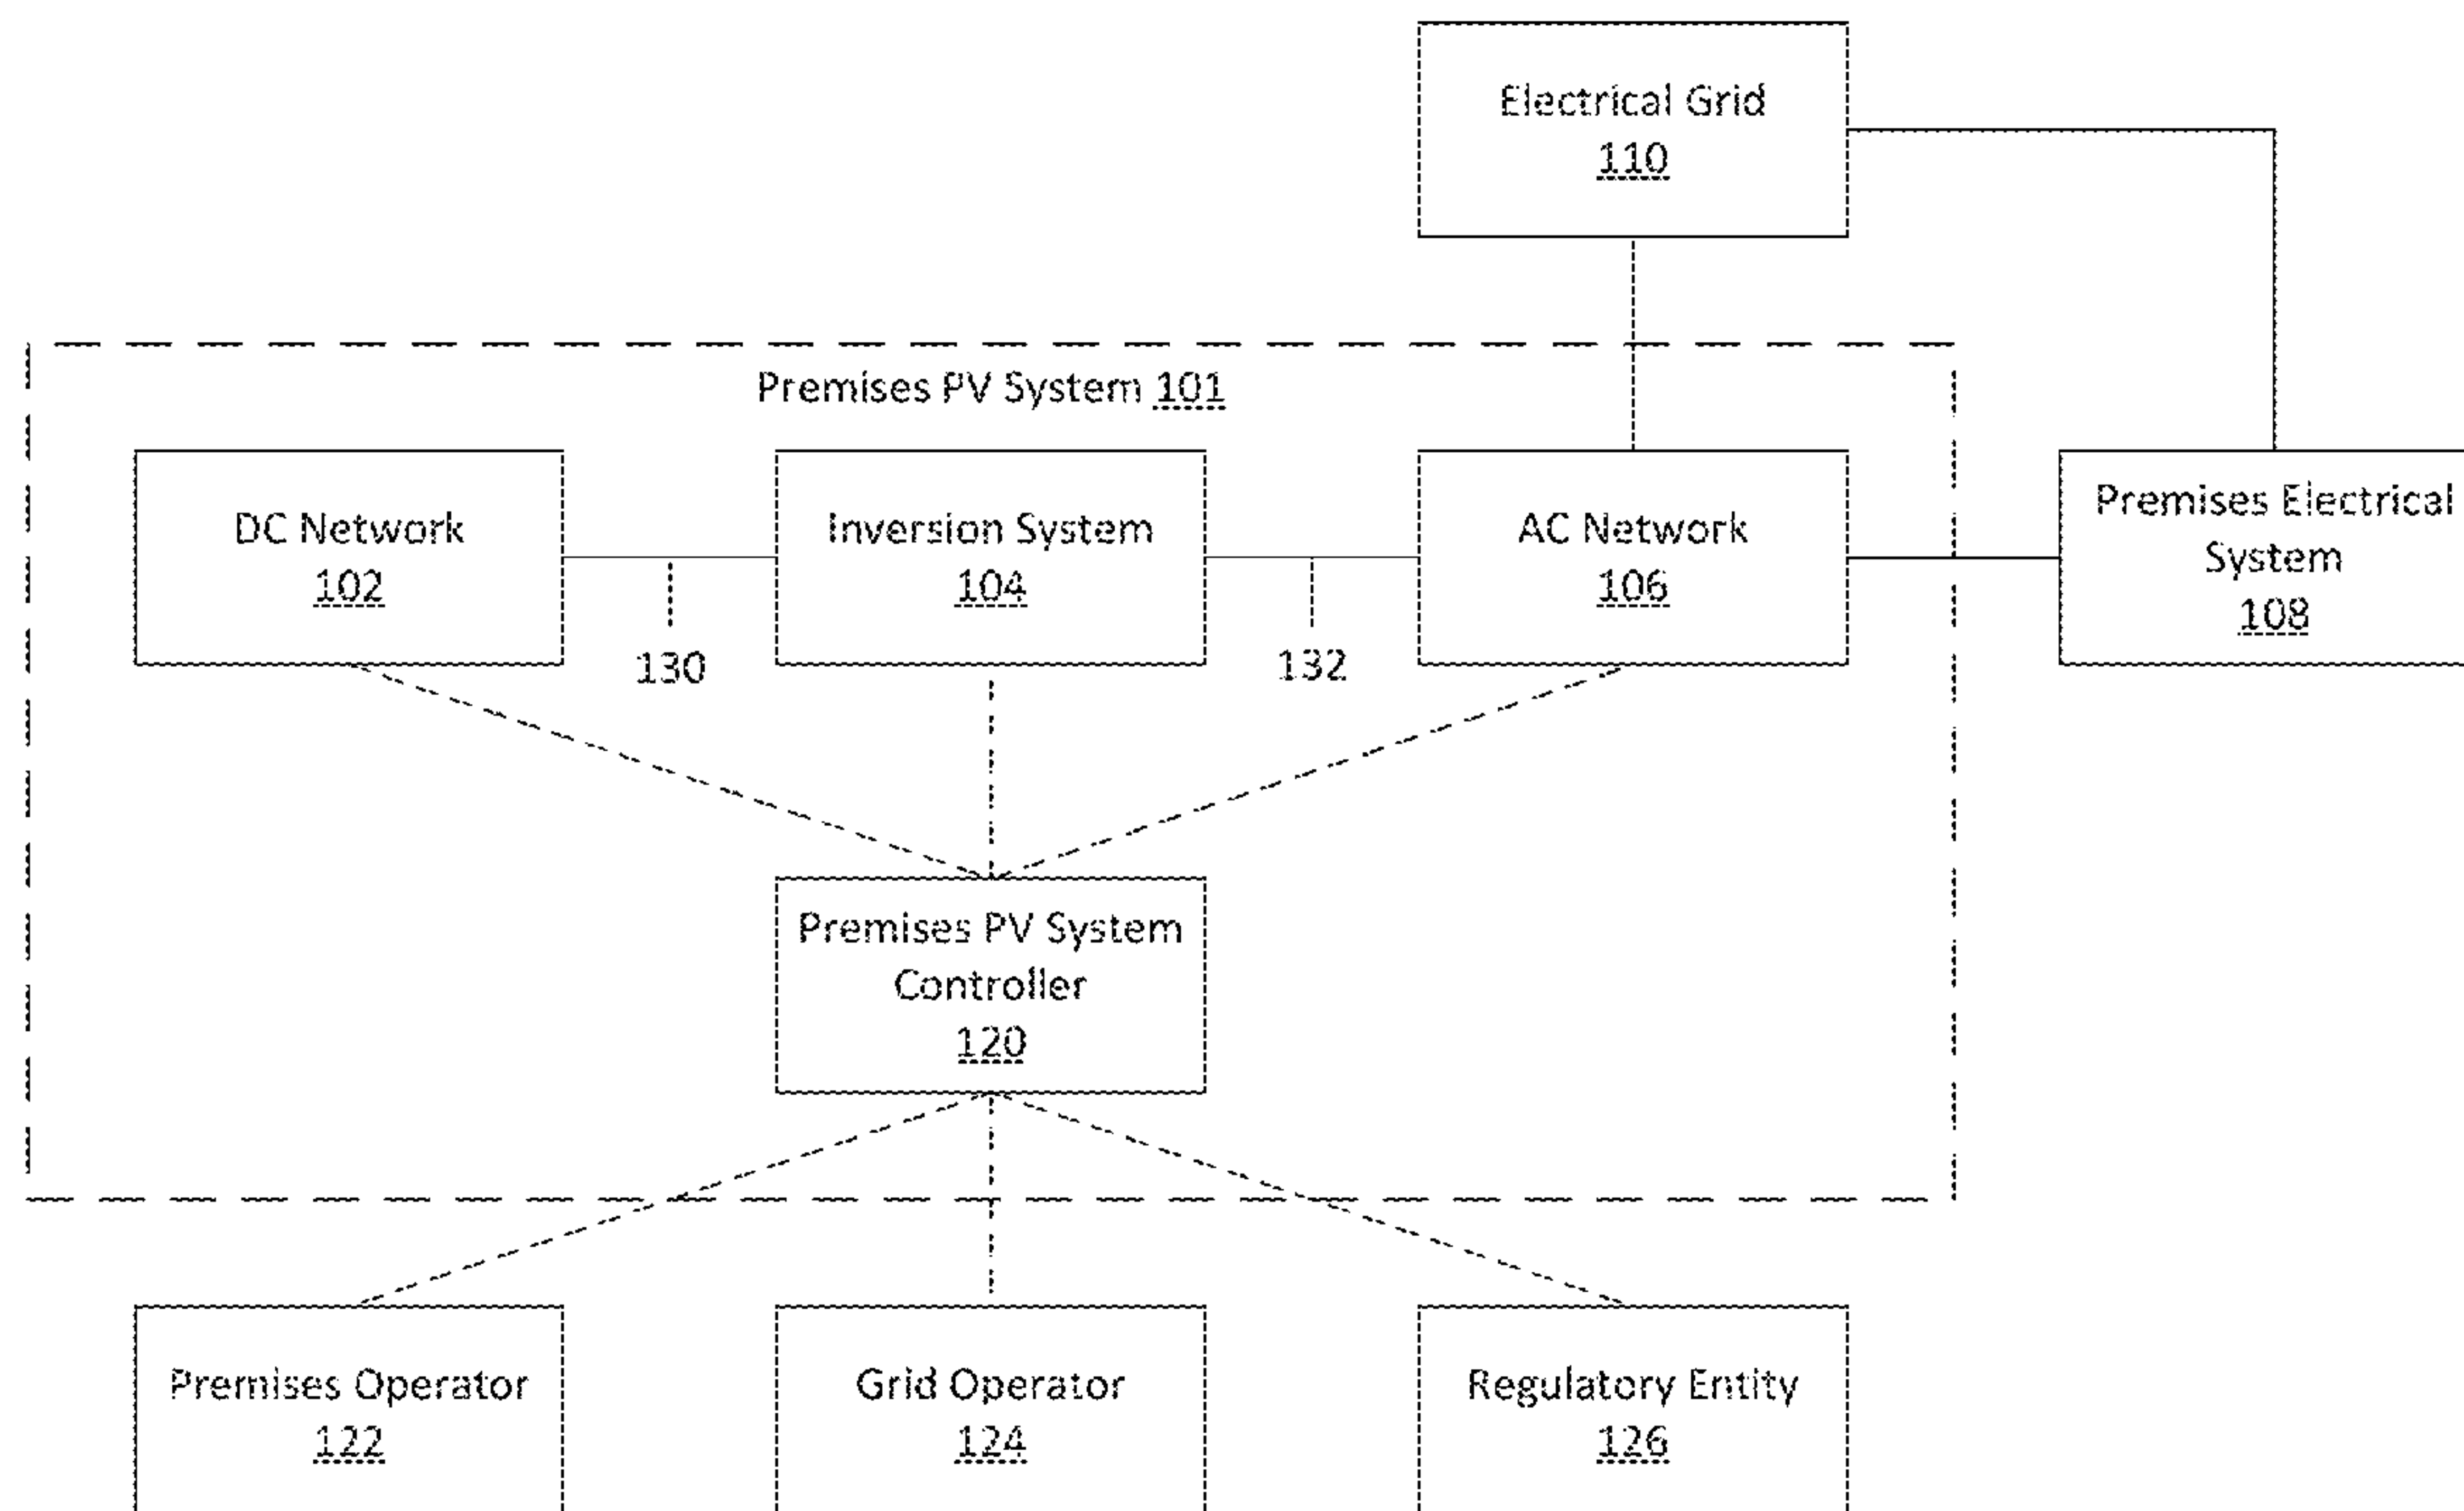 Electrical Grid
110
Premises PV System 101
DC Network
102
Inversion System
104
AC Network
106
Premises Electrical
System
108
130
132
Premises PV System
Controller
120
Premises Operator
122
Grid Operator
124
Regulatory Entity
126